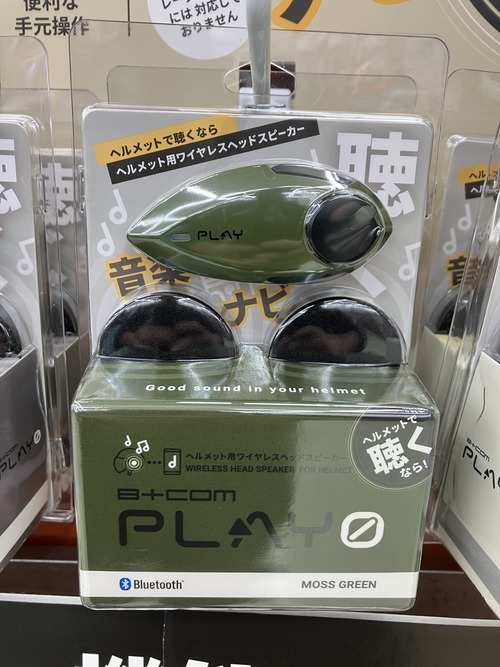 便利な
手元操作
には対応して
おりません
ヘルメットで聴くなら
ヘルメット用ワイヤレスヘッドスピーカー
聴
PLAY
音楽
ナビ
Good sound in your helmet
ヘルメットで
聴く
なら!
ヘルメット用ワイヤレスヘッドスピーカー
WIRELESS HEAD SPEAKER FOR HELMET
B+COM
PLAY0
Bluetooth
MOSS GREEN